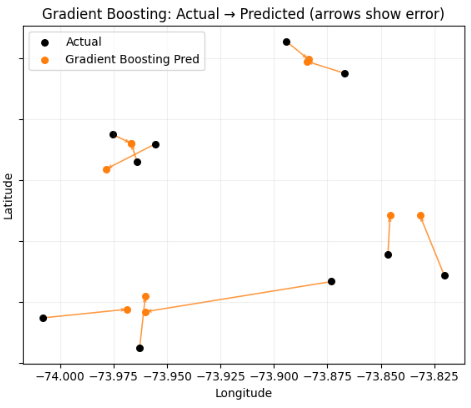 Gradient Boosting: Actual → Predicted (arrows show error)
Actual
Gradient Boosting Pred
Latitude
−74.000 −73.975 −73.950 −73.925 −73.900 −73.875 −73.850 −73.825
Longitude